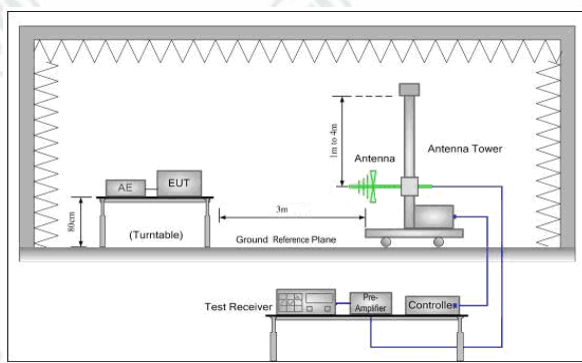 1m to 4m
Antenna
Antenna Tower
AE
EUT
80cm
(Turntable)
3m
Ground Reference Plane
Test Receiver
Pre-
Amplifier
Controller